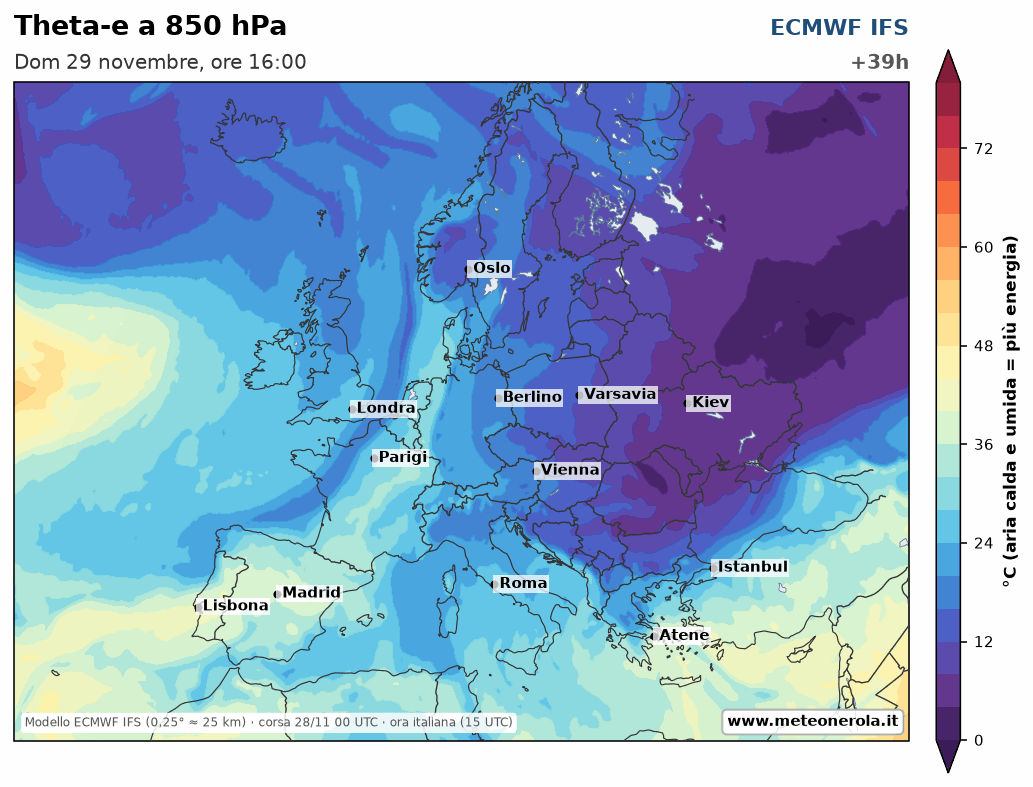 Theta-e a 850 hPa
ECMWF IFS
Dom 29 novembre, ore 16:00
+39h
Oslo
Londra
Berlino
Varsavia
Kiev
Parigi
Vienna
Istanbul
Roma
Madrid
Lisbona
Atene
72
60
48
36
24
12
0
°C (aria calda e umida = più energia)
Modello ECMWF IFS (0,25° ≈ 25 km) · corsa 28/11 00 UTC · ora italiana (15 UTC)
www.meteonerola.it